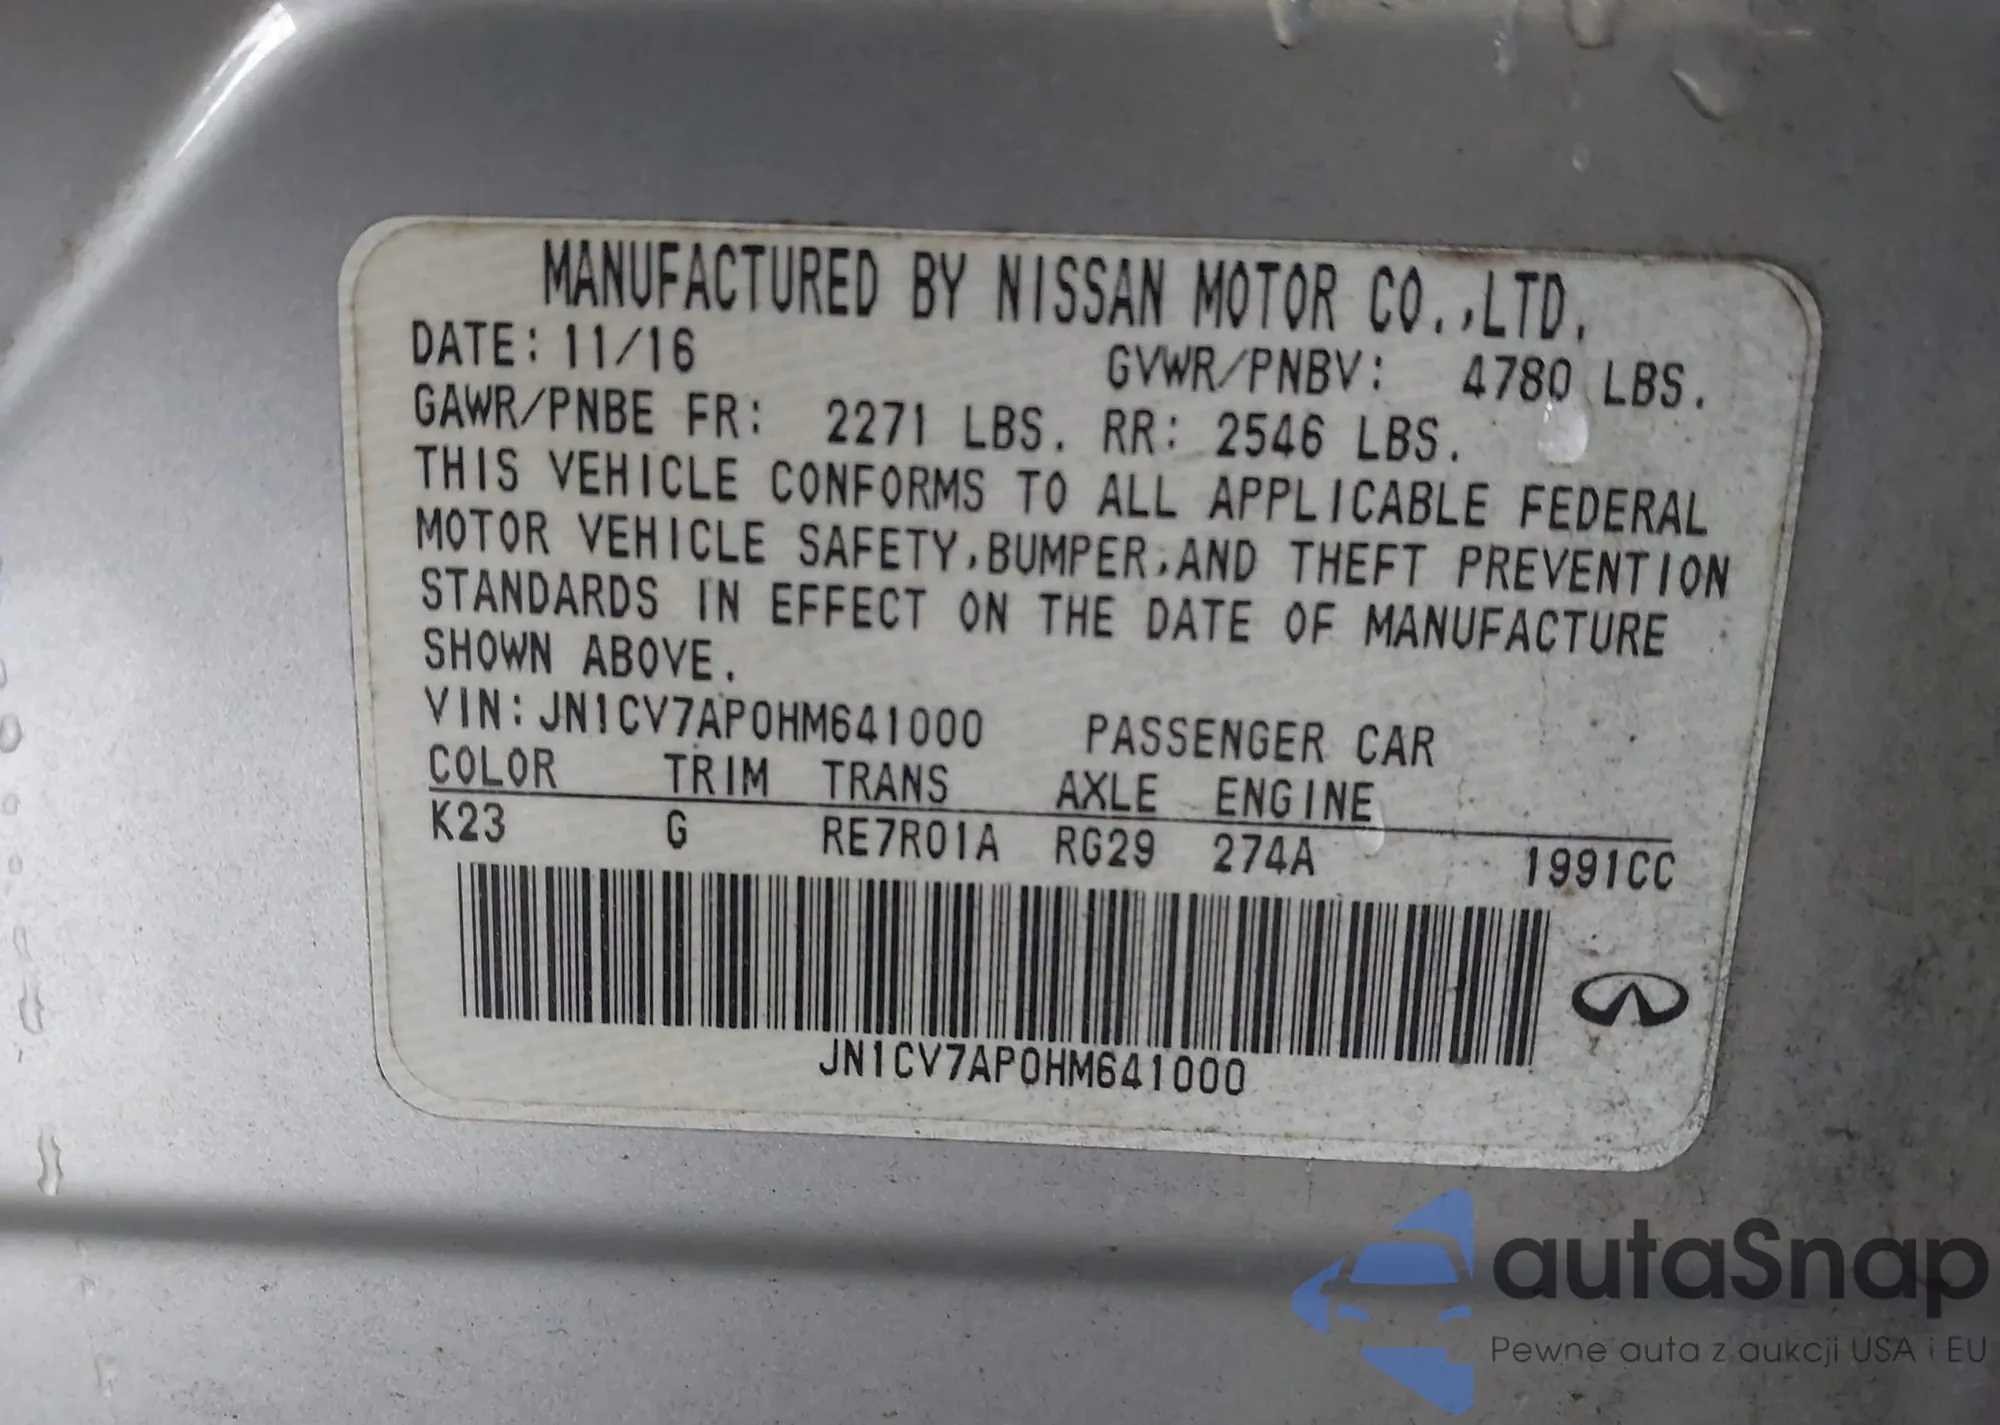 MANUFACTURED BY NISSAN MOTOR CO.,LTD.
DATE: 11/16 GVWR/PNBV: 4780 LBS.
GAWR/PNBE FR: 2271 LBS. RR: 2546 LBS.
THIS VEHICLE CONFORMS TO ALL APPLICABLE FEDERAL
MOTOR VEHICLE SAFETY,BUMPER,AND THEFT PREVENTION
STANDARDS IN EFFECT ON THE DATE OF MANUFACTURE
SHOWN ABOVE.
VIN: JN1CV7AP0HM641000 PASSENGER CAR
COLOR TRIM TRANS AXLE ENGINE
K23 G RE7R01A RG29 274A 1991CC
JN1CV7AP0HM641000
autaSnap
Pewne auta z aukcji USA i EU